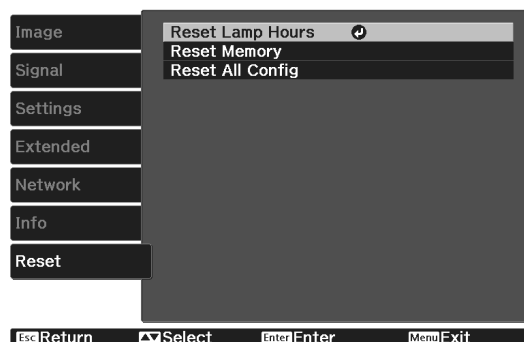 Image
Signal
Settings
Extended
Network
Info
Reset
Reset Lamp Hours
Reset Memory
Reset All Config
Esc Return Select Enter Enter Menu Exit